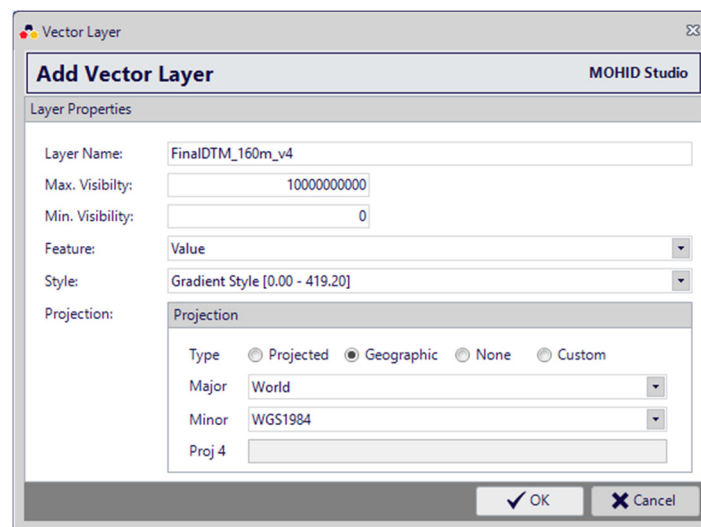 Vector Layer
Add Vector Layer MOHID Studio
Layer Properties
Layer Name: FinalDTM_160m_v4
Max. Visibilty: 10000000000
Min. Visibility: 0
Feature: Value
Style: Gradient Style [0.00 - 419.20]
Projection: Projection
Type Projected Geographic None Custom
Major World
Minor WGS1984
Proj 4
OK Cancel